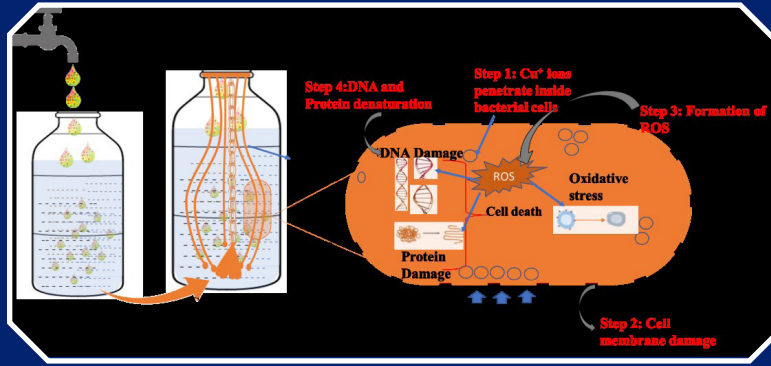 Step 4:DNA and
Protein denaturation
Step 1: Cu⁺ ions
penetrate inside
bacterial cells
Step 3: Formation of
ROS
DNA Damage
ROS
Oxidative
stress
Cell death
Protein
Damage
Step 2: Cell
membrane damage